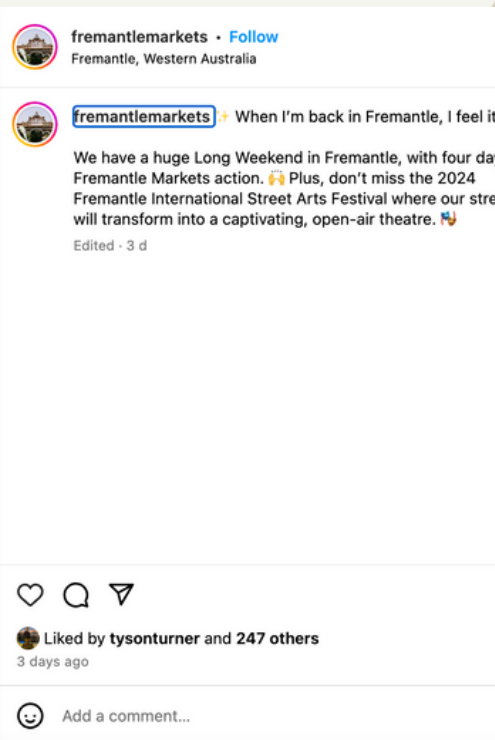 fremantlemarkets • Follow
Fremantle, Western Australia
fremantlemarkets ✨ When I'm back in Fremantle, I feel it
We have a huge Long Weekend in Fremantle, with four
Fremantle Markets action. 🙌 Plus, don't miss the 2024
Fremantle International Street Arts Festival where our
will transform into a captivating, open-air theatre. 🎭
Edited · 3 d
Liked by tysonturner and 247 others
3 days ago
Add a comment...